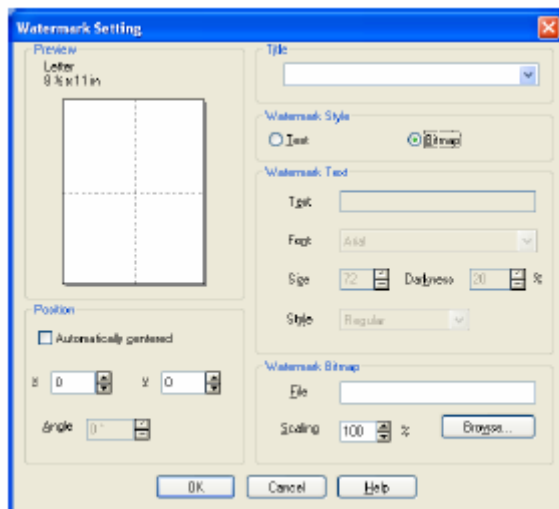 Watermark Setting
Preview
Letter
8 ½ x 11 in
Title
Watermark Style
Text
Bitmap
Watermark Text
Text
Font Arial
Size 72 Darkness 20 %
Style Regular
Position
Automatically centered
X 0 Y 0
Angle 0 °
Watermark Bitmap
File
Scaling 100 % Browse...
OK Cancel Help